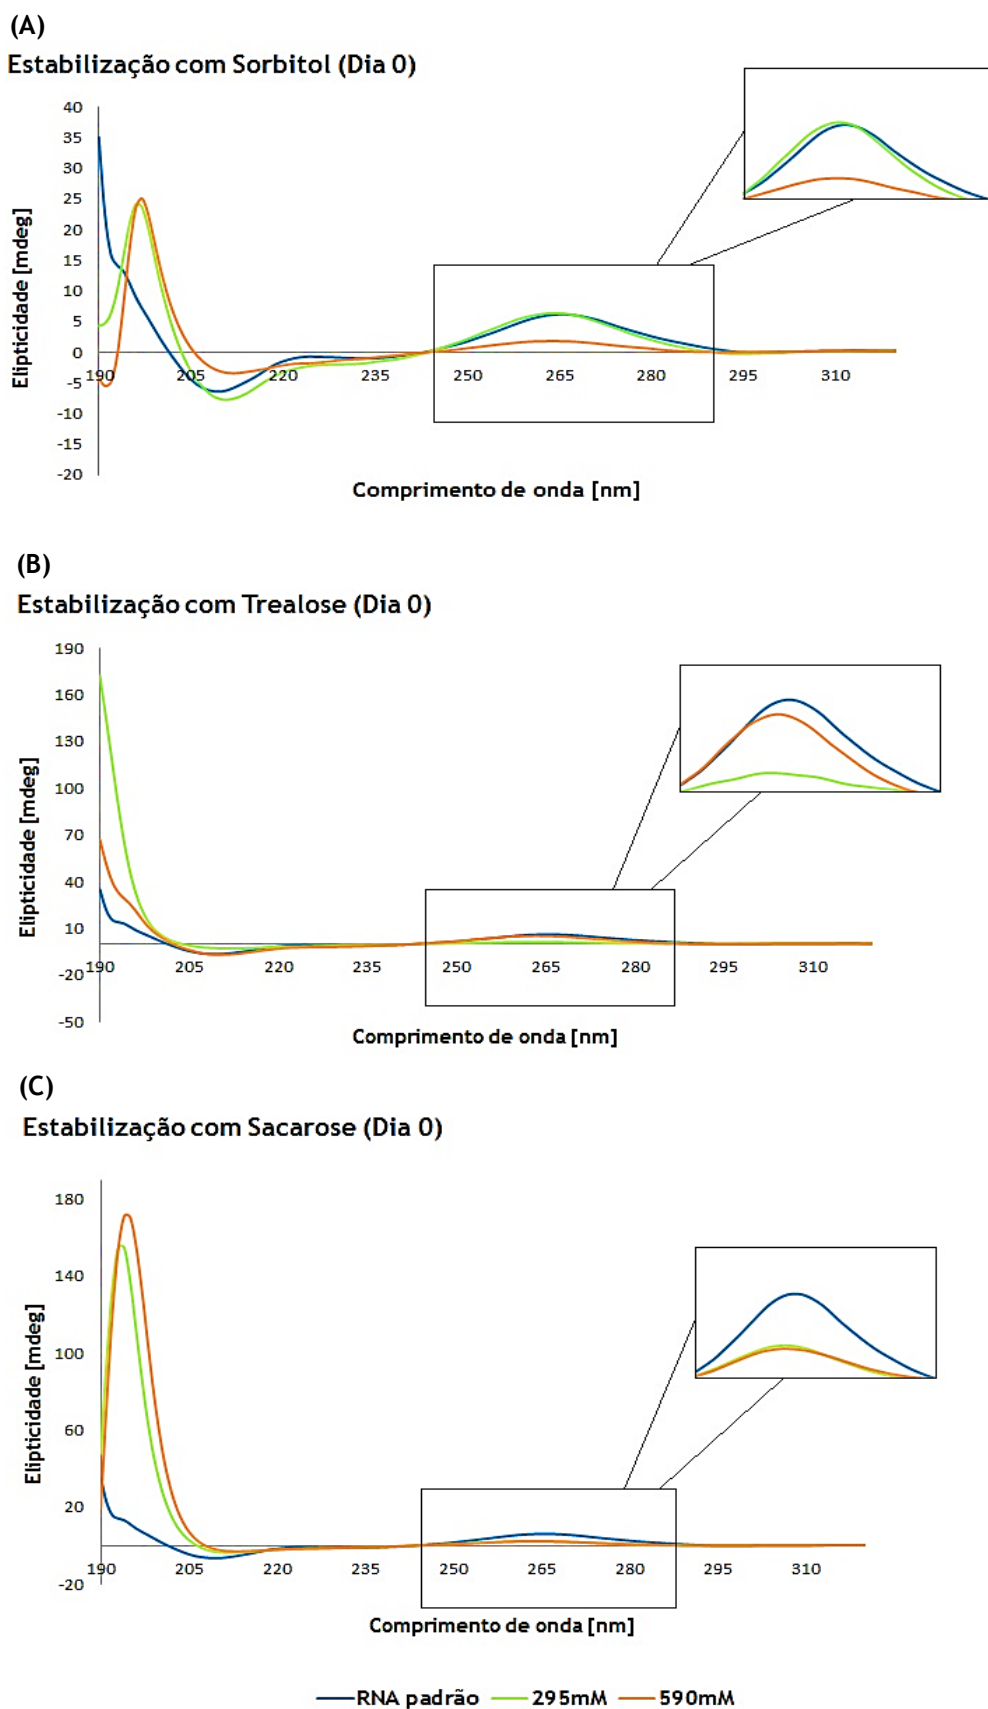 (A)
Estabilização com Sorbitol (Dia 0)
40
35
30
25
20
15
10
5
0
-5
-10
-15
-20
190 205 220 235 250 265 280 295 310
Elipticidade [mdeg]
Comprimento de onda [nm]
(B)
Estabilização com Trealose (Dia 0)
190
160
130
100
70
40
10
-20
-50
190 205 220 235 250 265 280 295 310
Elipticidade [mdeg]
Comprimento de onda [nm]
(C)
Estabilização com Sacarose (Dia 0)
180
140
100
60
20
-20
190 205 220 235 250 265 280 295 310
Elipticidade [mdeg]
Comprimento de onda [nm]
RNA padrão 295mM 590mM